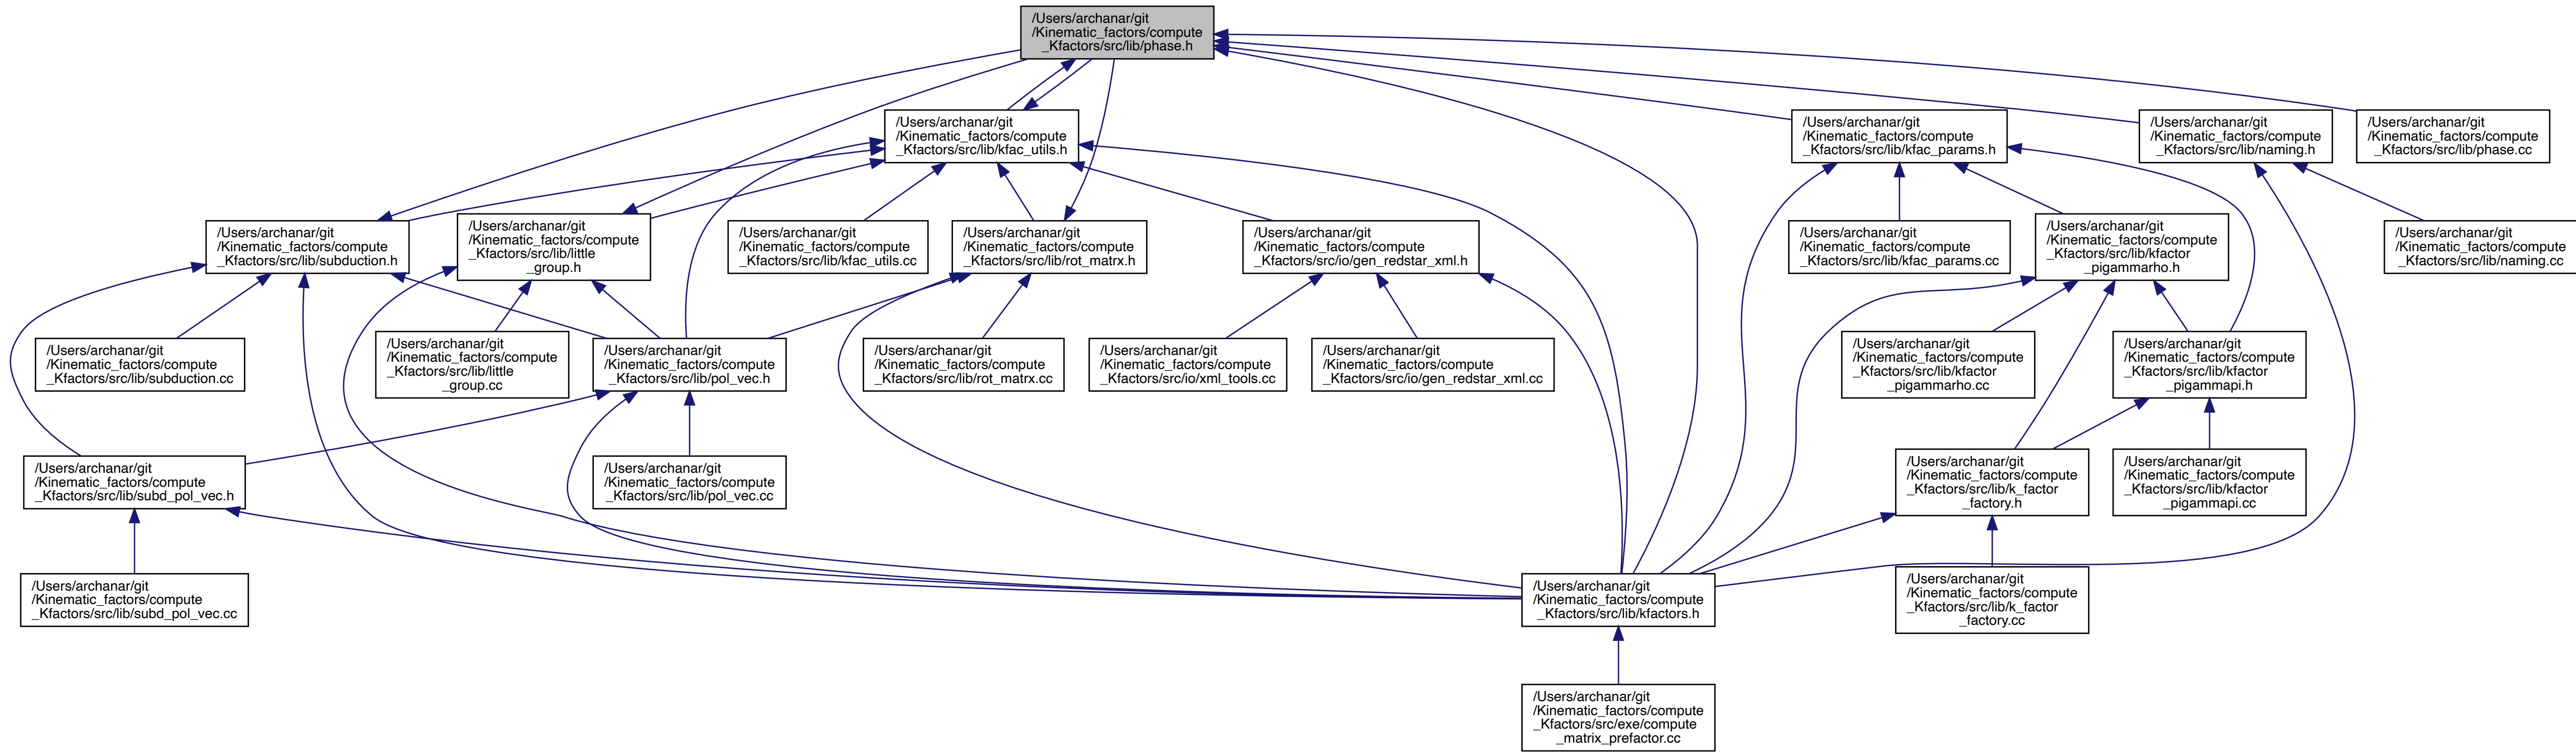 /Users/archanar/git
/Kinematic_factors/compute
_Kfactors/src/lib/phase.h
/Users/archanar/git
/Kinematic_factors/compute
_Kfactors/src/lib/kfac_utils.h
/Users/archanar/git
/Kinematic_factors/compute
_Kfactors/src/lib/kfac_params.h
/Users/archanar/git
/Kinematic_factors/compute
_Kfactors/src/lib/naming.h
/Users/archanar/git
/Kinematic_factors/compute
_Kfactors/src/lib/phase.cc
/Users/archanar/git
/Kinematic_factors/compute
_Kfactors/src/lib/subduction.h
/Users/archanar/git
/Kinematic_factors/compute
_Kfactors/src/lib/little
_group.h
/Users/archanar/git
/Kinematic_factors/compute
_Kfactors/src/lib/kfac_utils.cc
/Users/archanar/git
/Kinematic_factors/compute
_Kfactors/src/lib/rot_matrx.h
/Users/archanar/git
/Kinematic_factors/compute
_Kfactors/src/io/gen_redstar_xml.h
/Users/archanar/git
/Kinematic_factors/compute
_Kfactors/src/lib/kfac_params.cc
/Users/archanar/git
/Kinematic_factors/compute
_Kfactors/src/lib/kfactor
_pigammarho.h
/Users/archanar/git
/Kinematic_factors/compute
_Kfactors/src/lib/naming.cc
/Users/archanar/git
/Kinematic_factors/compute
_Kfactors/src/lib/subduction.cc
/Users/archanar/git
/Kinematic_factors/compute
_Kfactors/src/lib/little
_group.cc
/Users/archanar/git
/Kinematic_factors/compute
_Kfactors/src/lib/pol_vec.h
/Users/archanar/git
/Kinematic_factors/compute
_Kfactors/src/lib/rot_matrx.cc
/Users/archanar/git
/Kinematic_factors/compute
_Kfactors/src/io/xml_tools.cc
/Users/archanar/git
/Kinematic_factors/compute
_Kfactors/src/io/gen_redstar_xml.cc
/Users/archanar/git
/Kinematic_factors/compute
_Kfactors/src/lib/kfactor
_pigammarho.cc
/Users/archanar/git
/Kinematic_factors/compute
_Kfactors/src/lib/kfactor
_pigammapi.h
/Users/archanar/git
/Kinematic_factors/compute
_Kfactors/src/lib/subd_pol_vec.h
/Users/archanar/git
/Kinematic_factors/compute
_Kfactors/src/lib/pol_vec.cc
/Users/archanar/git
/Kinematic_factors/compute
_Kfactors/src/lib/k_factor
_factory.h
/Users/archanar/git
/Kinematic_factors/compute
_Kfactors/src/lib/kfactor
_pigammapi.cc
/Users/archanar/git
/Kinematic_factors/compute
_Kfactors/src/lib/subd_pol_vec.cc
/Users/archanar/git
/Kinematic_factors/compute
_Kfactors/src/lib/kfactors.h
/Users/archanar/git
/Kinematic_factors/compute
_Kfactors/src/lib/k_factor
_factory.cc
/Users/archanar/git
/Kinematic_factors/compute
_Kfactors/src/exe/compute
_matrix_prefactor.cc